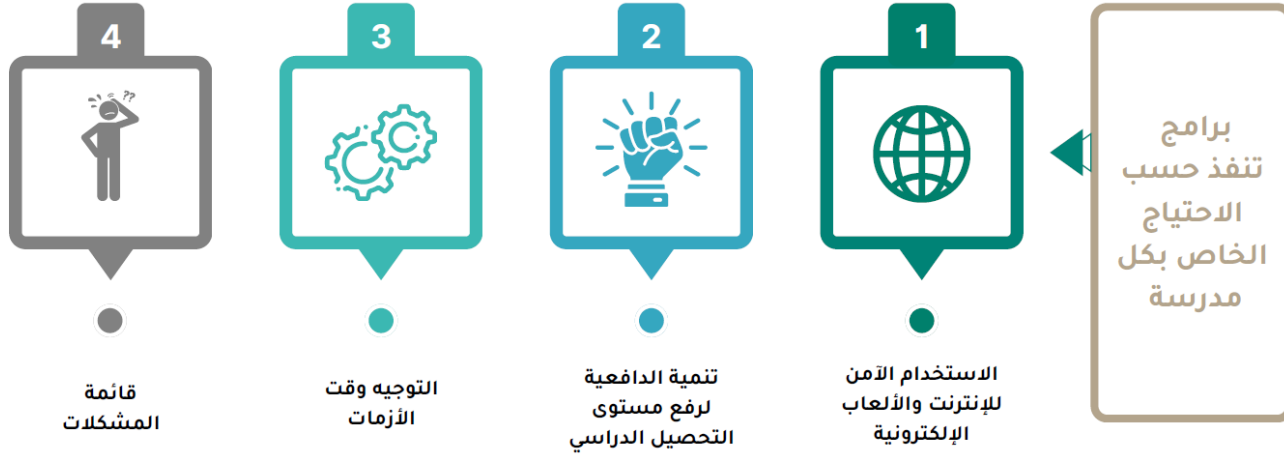 برامج
تنفذ حسب
الاحتياج
الخاص بكل
مدرسة
1
الاستخدام الآمن
للإنترنت والألعاب
الإلكترونية
2
تنمية الدافعية
لرفع مستوى
التحصيل الدراسي
3
التوجيه وقت
الأزمات
4
??
قائمة
المشكلات